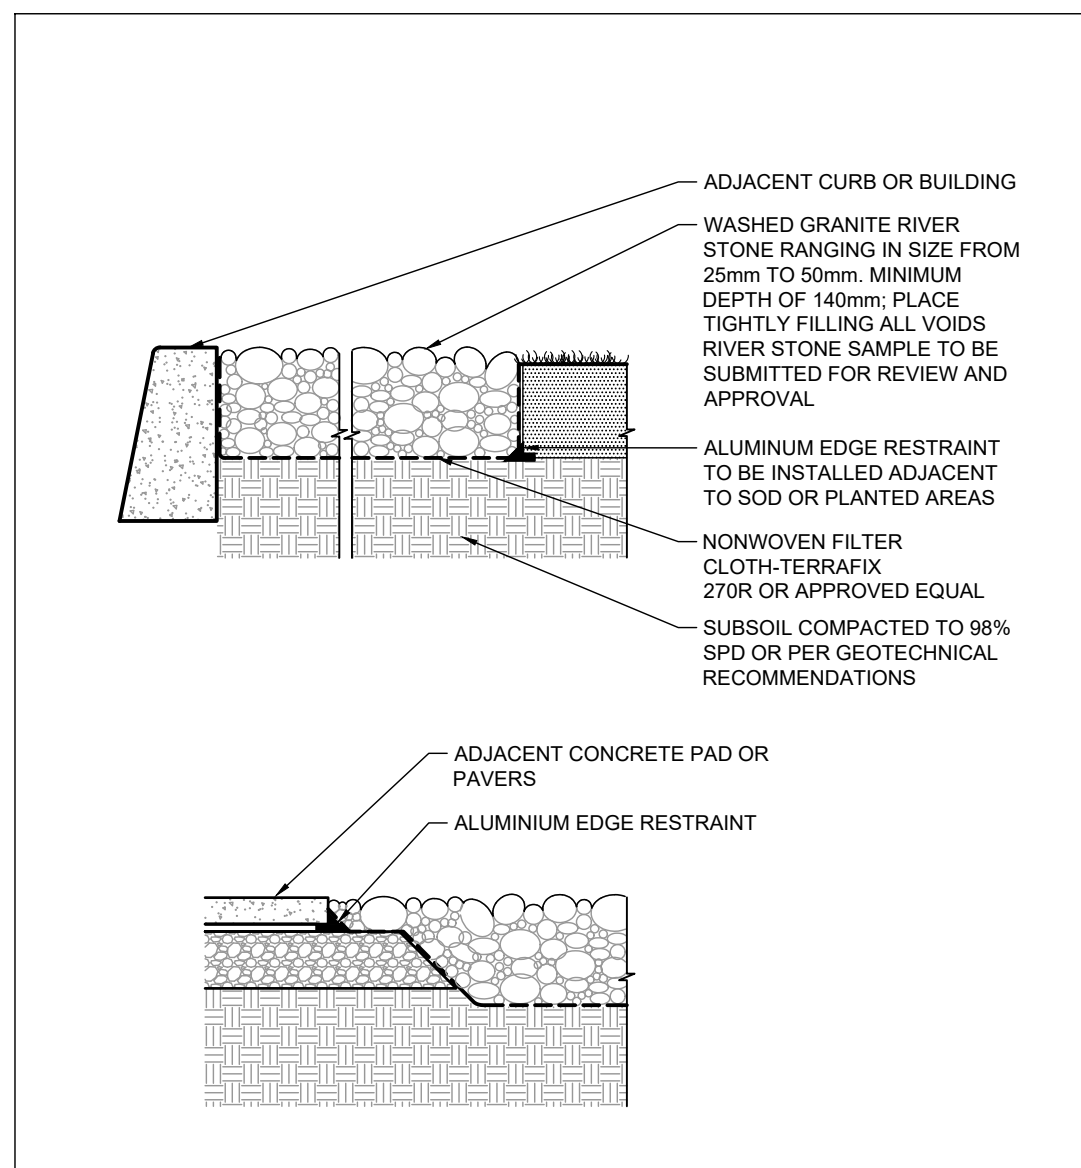 ADJACENT CURB OR BUILDING
WASHED GRANITE RIVER
STONE RANGING IN SIZE FROM
25mm TO 50mm. MINIMUM
DEPTH OF 140mm; PLACE
TIGHTLY FILLING ALL VOIDS
RIVER STONE SAMPLE TO BE
SUBMITTED FOR REVIEW AND
APPROVAL
ALUMINUM EDGE RESTRAINT
TO BE INSTALLED ADJACENT
TO SOD OR PLANTED AREAS
NONWOVEN FILTER
CLOTH-TERRAFIX
270R OR APPROVED EQUAL
SUBSOIL COMPACTED TO 98%
SPD OR PER GEOTECHNICAL
RECOMMENDATIONS
ADJACENT CONCRETE PAD OR
PAVERS
ALUMINIUM EDGE RESTRAINT